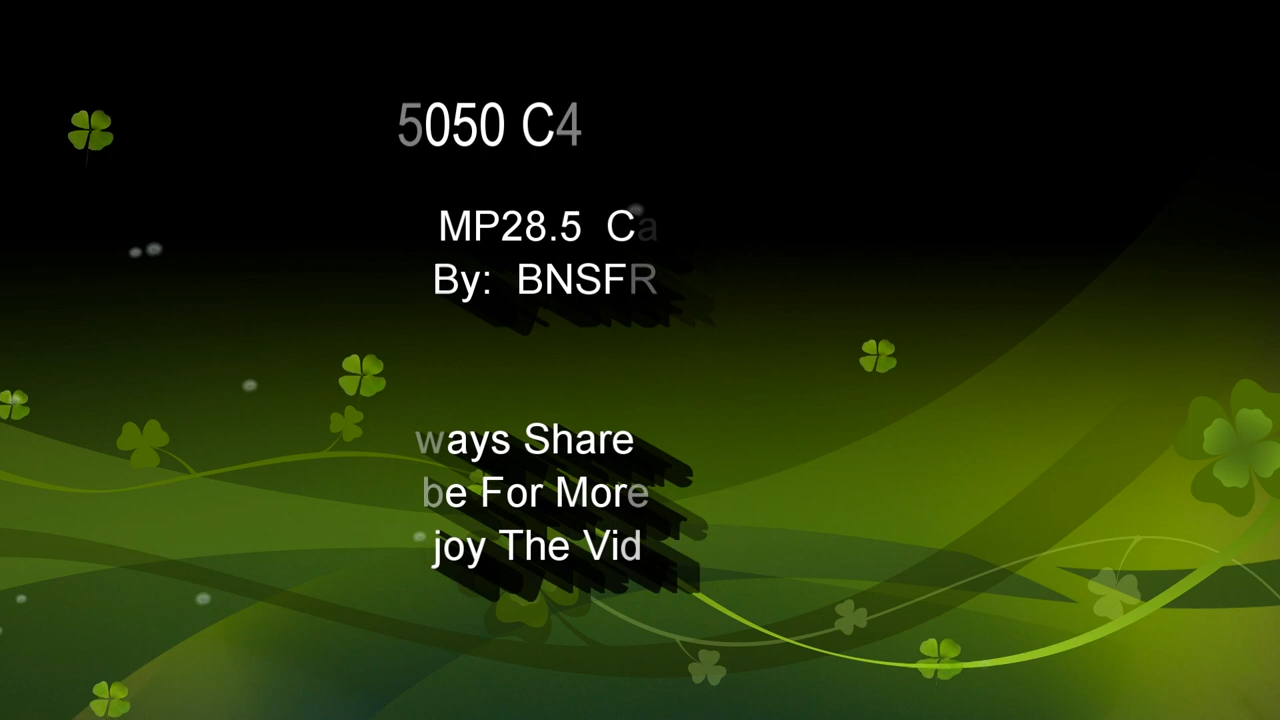 5050 C4
MP28.5 Ca
By: BNSFR
ways Share
be For More
joy The Vid